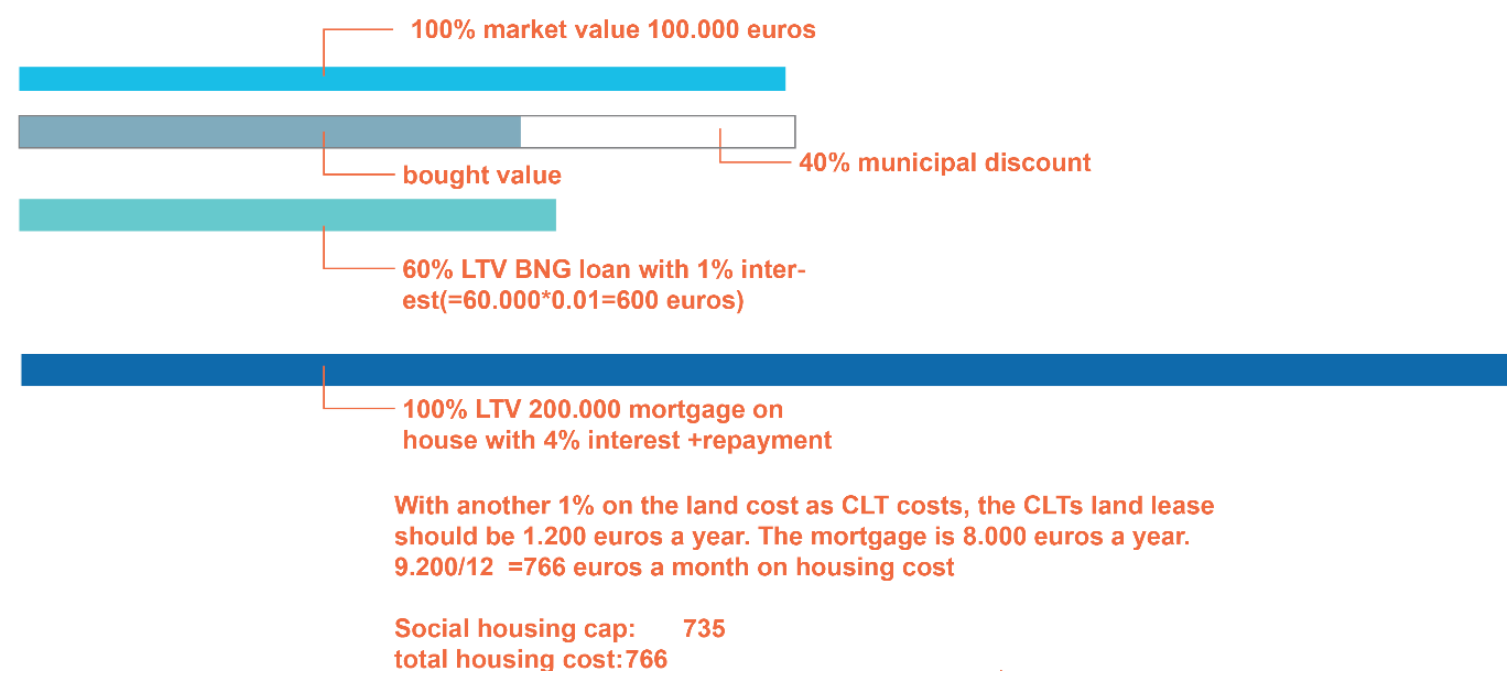 100% market value 100.000 euros
40% municipal discount
bought value
60% LTV BNG loan with 1% inter-
est(=60.000*0.01=600 euros)
100% LTV 200.000 mortgage on
house with 4% interest +repayment
With another 1% on the land cost as CLT costs, the CLTs land lease
should be 1.200 euros a year. The mortgage is 8.000 euros a year.
9.200/12 =766 euros a month on housing cost
Social housing cap: 735
total housing cost:766